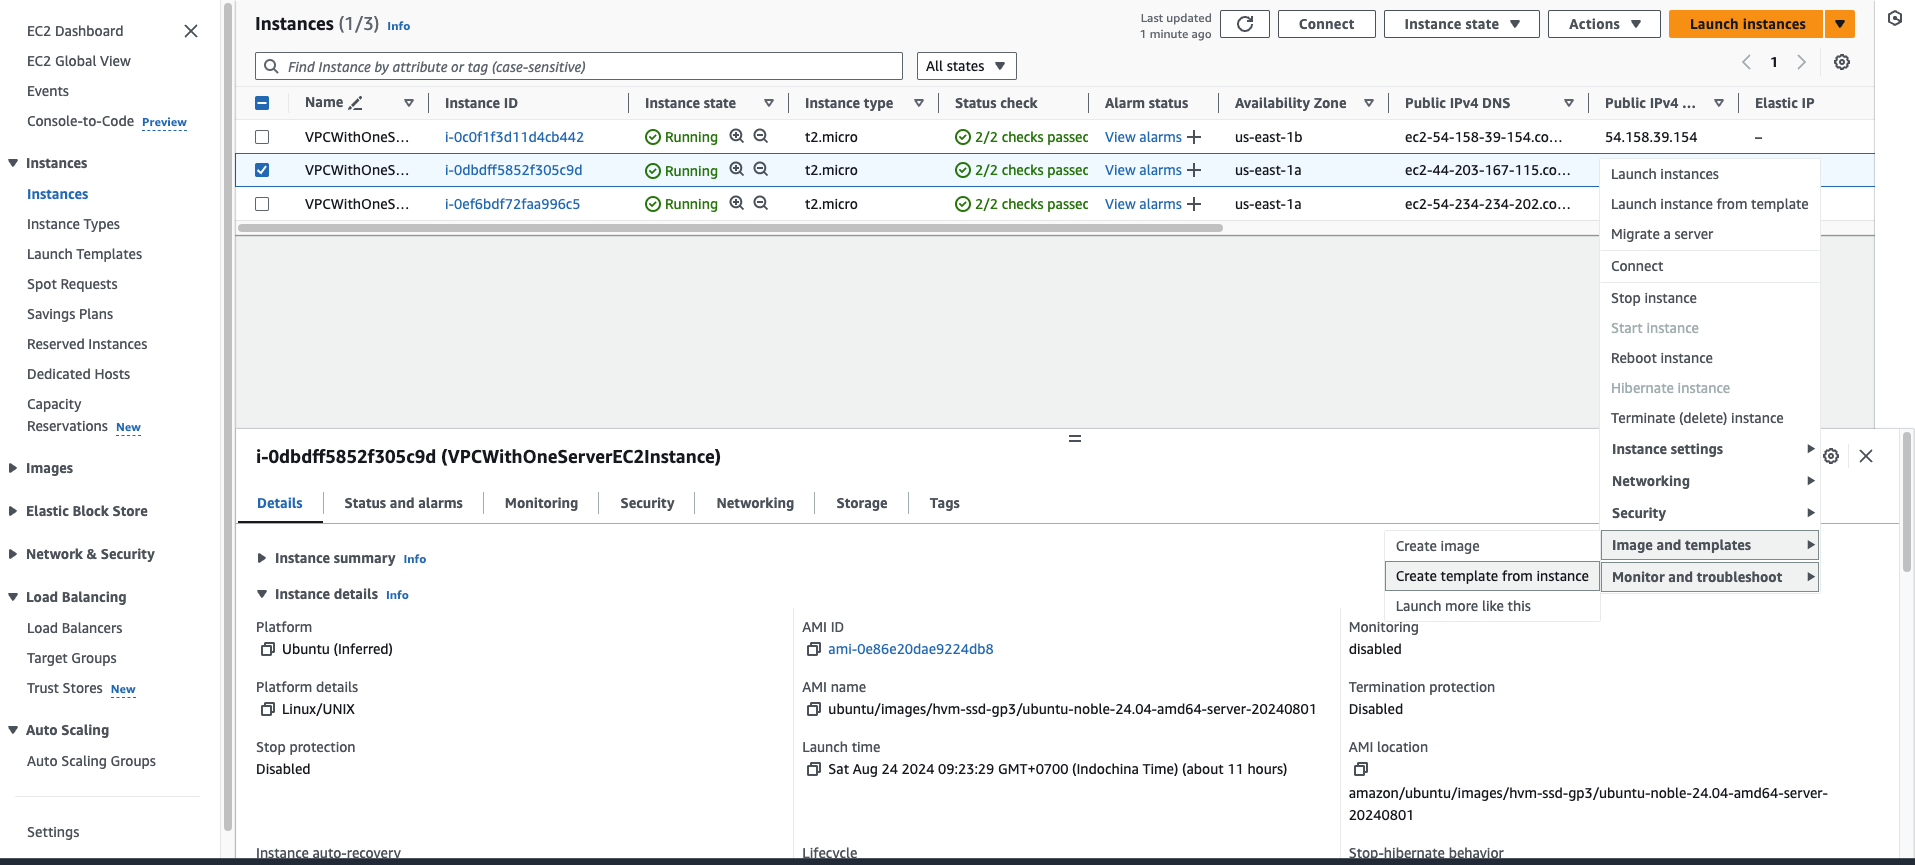 EC2 Dashboard
EC2 Global View
Events
Console-to-Code Preview
Instances
Instances
Instance Types
Launch Templates
Spot Requests
Savings Plans
Reserved Instances
Dedicated Hosts
Capacity
Reservations New
Images
Elastic Block Store
Network & Security
Load Balancing
Load Balancers
Target Groups
Trust Stores New
Auto Scaling
Auto Scaling Groups
Settings
Instances (1/3) Info
Last updated
1 minute ago
Connect
Instance state
Actions
Launch instances
Find Instance by attribute or tag (case-sensitive)
All states
1
Name Instance ID Instance state Instance type Status check Alarm status Availability Zone Public IPv4 DNS Public IPv4 ... Elastic IP
VPCWithOneS... i-0c0f1f3d11d4cb442 Running t2.micro 2/2 checks passec View alarms us-east-1b ec2-54-158-39-154.co... 54.158.39.154 –
VPCWithOneS... i-0dbdff5852f305c9d Running t2.micro 2/2 checks passec View alarms us-east-1a ec2-44-203-167-115.co...
VPCWithOneS... i-0ef6bdf72faa996c5 Running t2.micro 2/2 checks passec View alarms us-east-1a ec2-54-234-234-202.co...
Launch instances
Launch instance from template
Migrate a server
Connect
Stop instance
Start instance
Reboot instance
Hibernate instance
Terminate (delete) instance
Instance settings
Networking
Security
Image and templates
Monitor and troubleshoot
Create image
Create template from instance
Launch more like this
i-0dbdff5852f305c9d (VPCWithOneServerEC2Instance)
Details Status and alarms Monitoring Security Networking Storage Tags
Instance summary Info
Instance details Info
Platform
Ubuntu (Inferred)
AMI ID
ami-0e86e20dae9224db8
Monitoring
disabled
Platform details
Linux/UNIX
AMI name
ubuntu/images/hvm-ssd-gp3/ubuntu-noble-24.04-amd64-server-20240801
Termination protection
Disabled
Stop protection
Disabled
Launch time
Sat Aug 24 2024 09:23:29 GMT+0700 (Indochina Time) (about 11 hours)
AMI location
amazon/ubuntu/images/hvm-ssd-gp3/ubuntu-noble-24.04-amd64-server-
20240801
Instance auto-recovery
Lifecycle
Stop-hibernate behavior